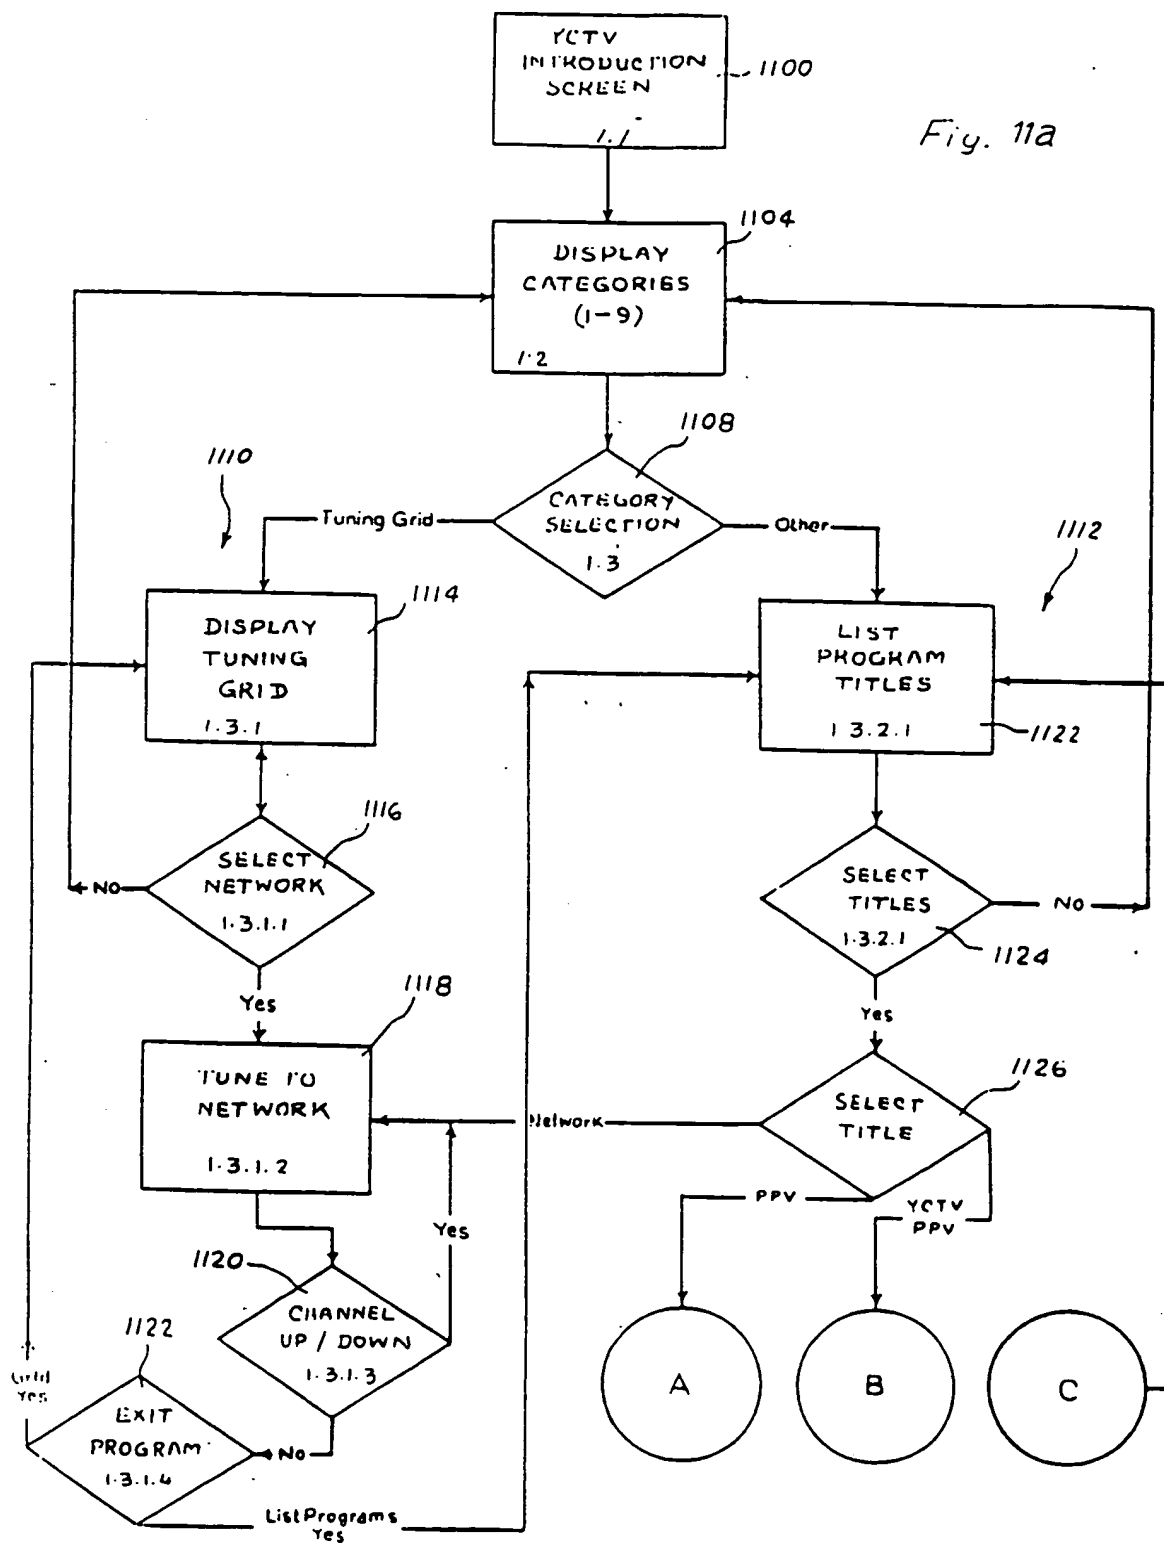 YCTV
INTRODUCTION
SCREEN
1.1
1100
Fig. 11a
1104
DISPLAY
CATEGORIES
(1-9)
1.2
1108
CATEGORY
SELECTION
1.3
1110
Tuning Grid
Other
1112
1114
DISPLAY
TUNING
GRID
1.3.1
LIST
PROGRAM
TITLES
1.3.2.1
1122
1116
SELECT
NETWORK
1.3.1.1
NO
SELECT
TITLES
1.3.2.1
NO
1124
Yes
Yes
1118
TUNE TO
NETWORK
1.3.1.2
Network
1126
SELECT
TITLE
PPV
YCTV
PPV
Yes
1120
CHANNEL
UP / DOWN
1.3.1.3
1122
Grid
Yes
EXIT
PROGRAM
1.3.1.4
No
List Programs
Yes
A
B
C